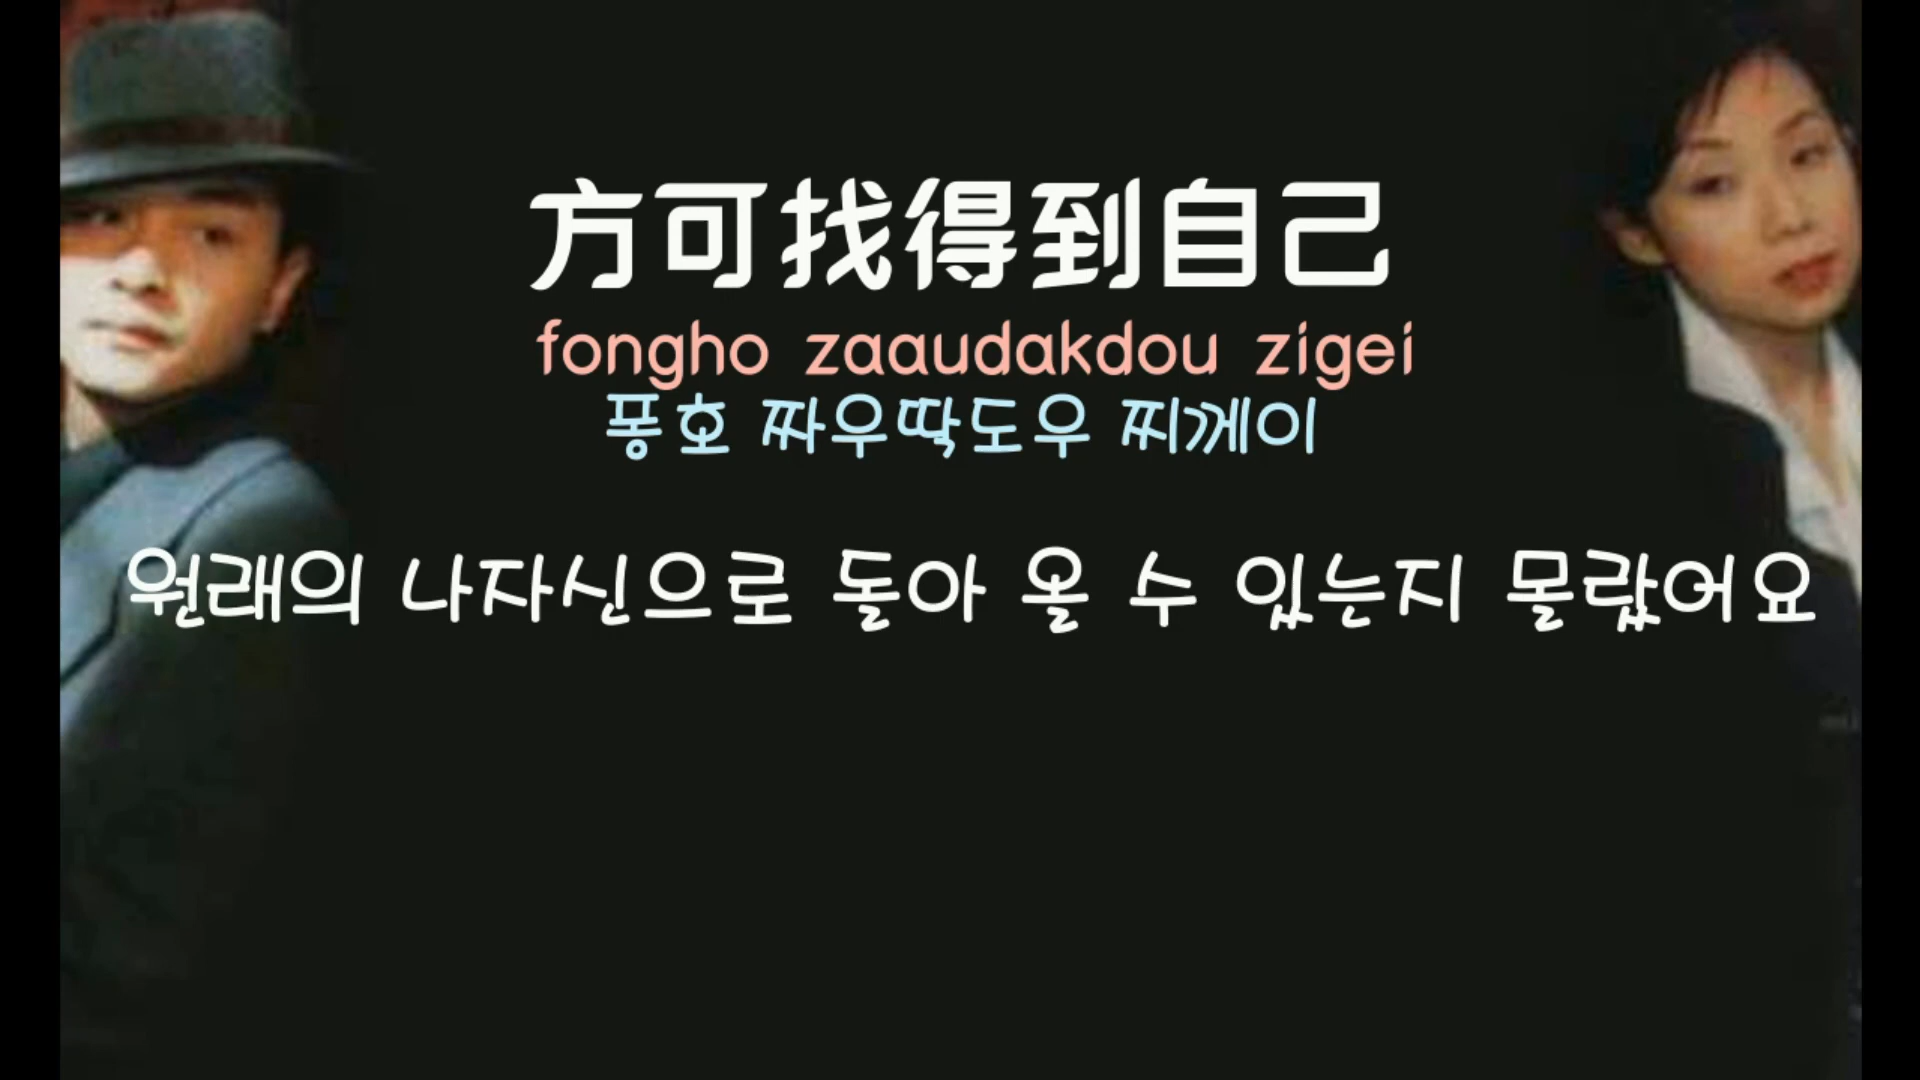 方可找得到自己
fongho zaaudakdou zigei
퐁호 짜우딱도우 찌께이
원래의 나자신으로 돌아 올 수 있는지 몰랐어요